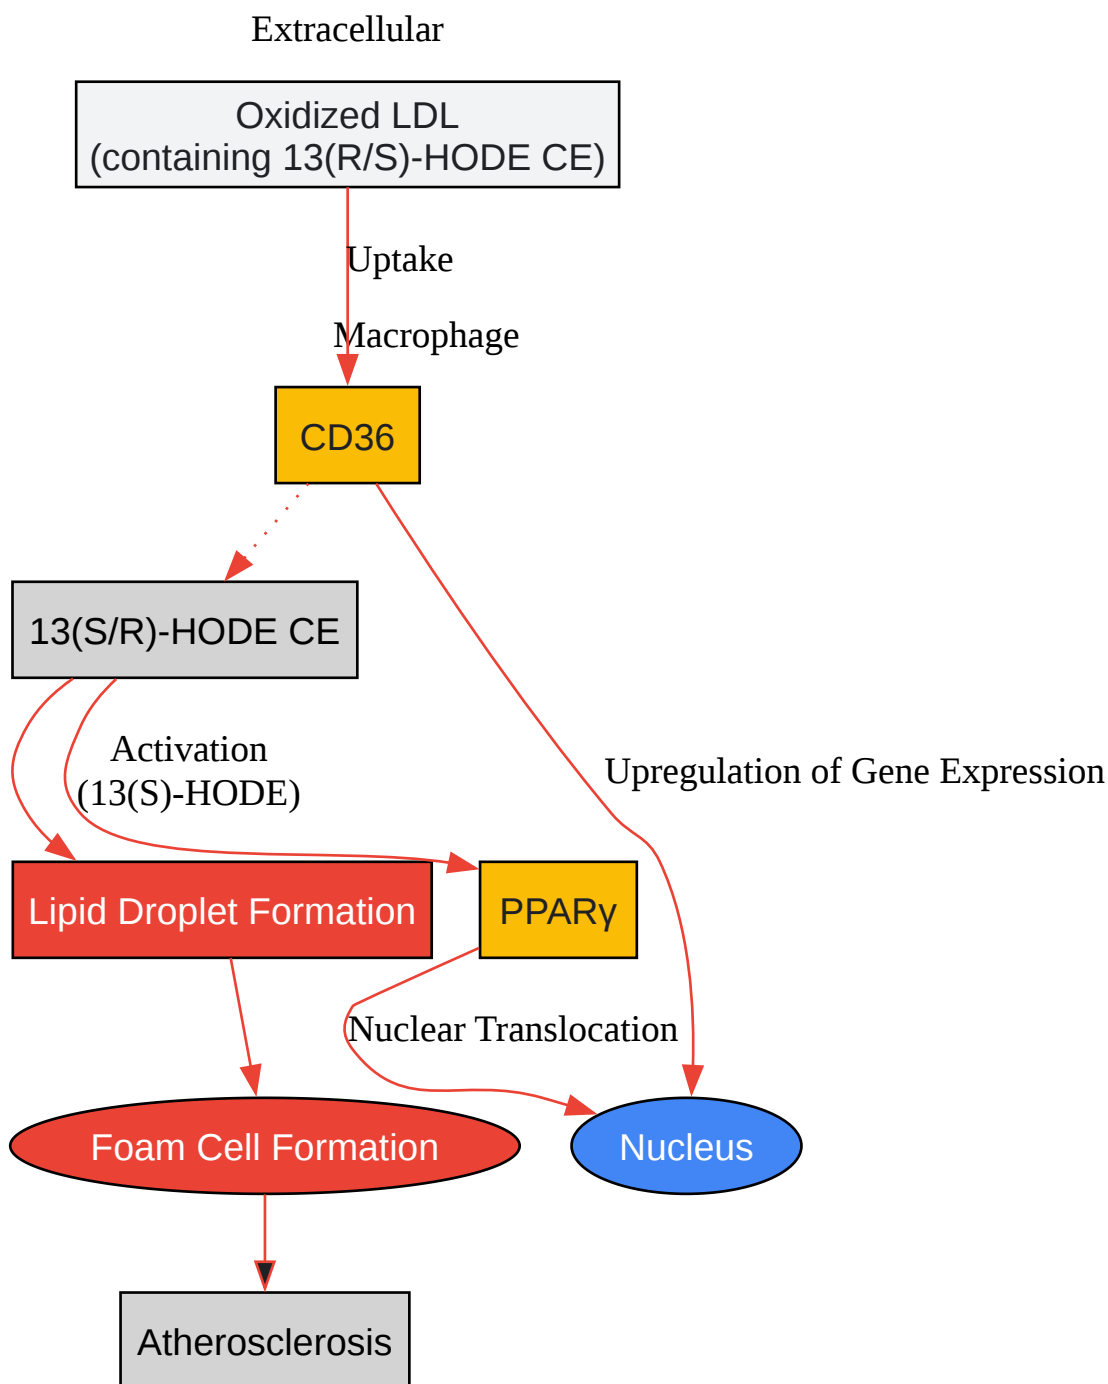 Extracellular
Oxidized LDL
(containing 13(R/S)-HODE CE)
Uptake
Macrophage
CD36
13(S/R)-HODE CE
Activation
(13(S)-HODE)
Upregulation of Gene Expression
Lipid Droplet Formation
PPARγ
Nuclear Translocation
Foam Cell Formation
Nucleus
Atherosclerosis